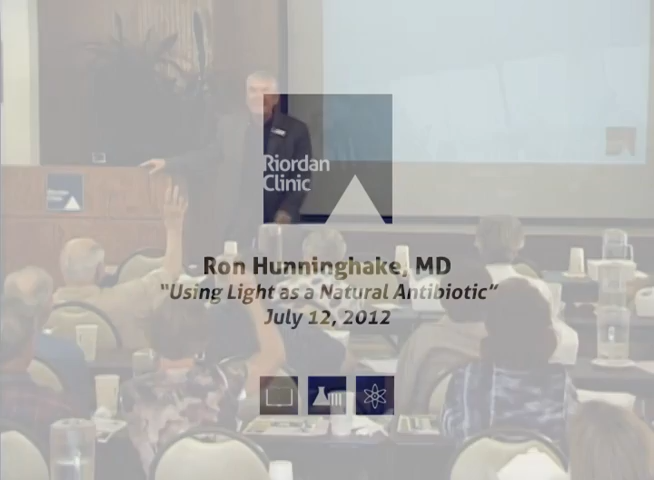 Riordan
Clinic
Ron Hunninghake, MD
"Using Light as a Natural Antibiotic"
July 12, 2012